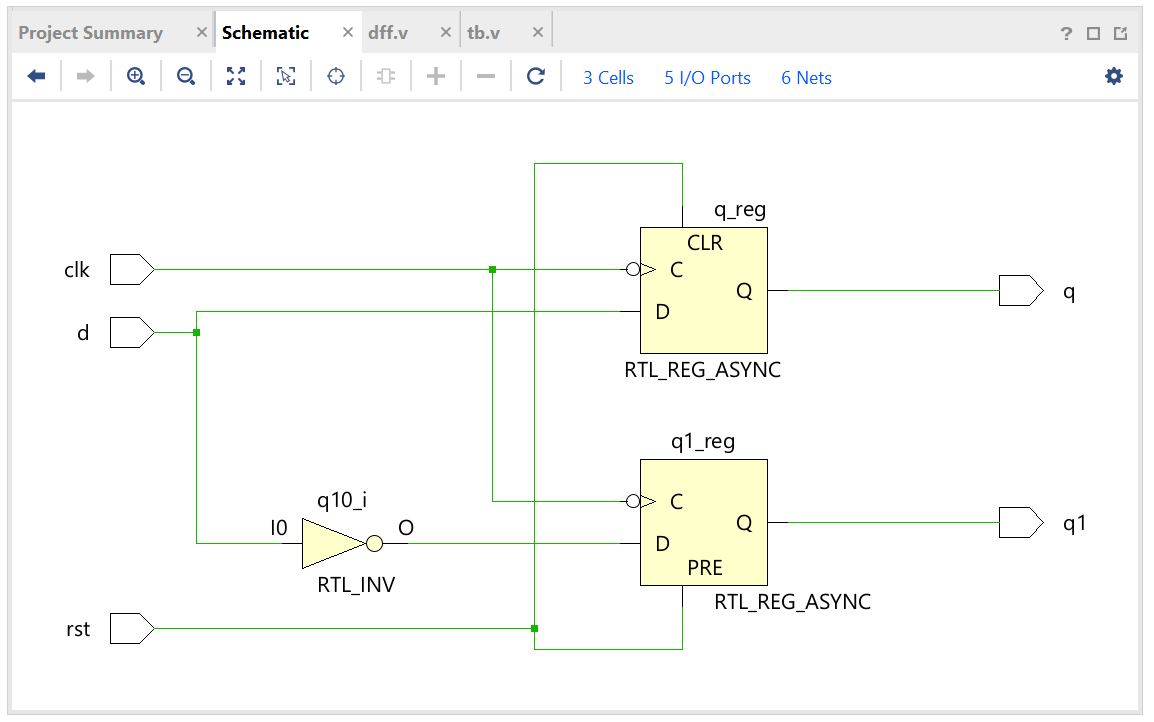 Project Summary × Schematic × dff.v × tb.v × ?
3 Cells 5 I/O Ports 6 Nets
q_reg
CLR
clk
C
Q
q
d
D
RTL_REG_ASYNC
q1_reg
q10_i
C
I0
O
Q
q1
D
PRE
RTL_INV
RTL_REG_ASYNC
rst